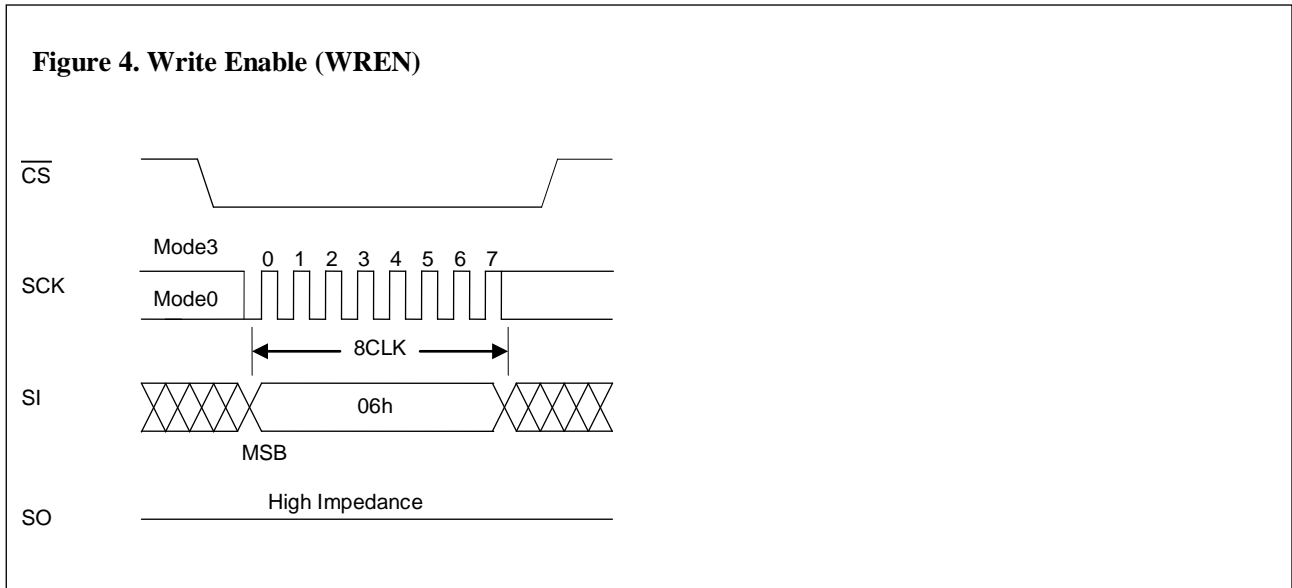 Figure 4. Write Enable (WREN)
CS
Mode3
0 1 2 3 4 5 6 7
SCK
Mode0
8CLK
SI
06h
MSB
High Impedance
SO